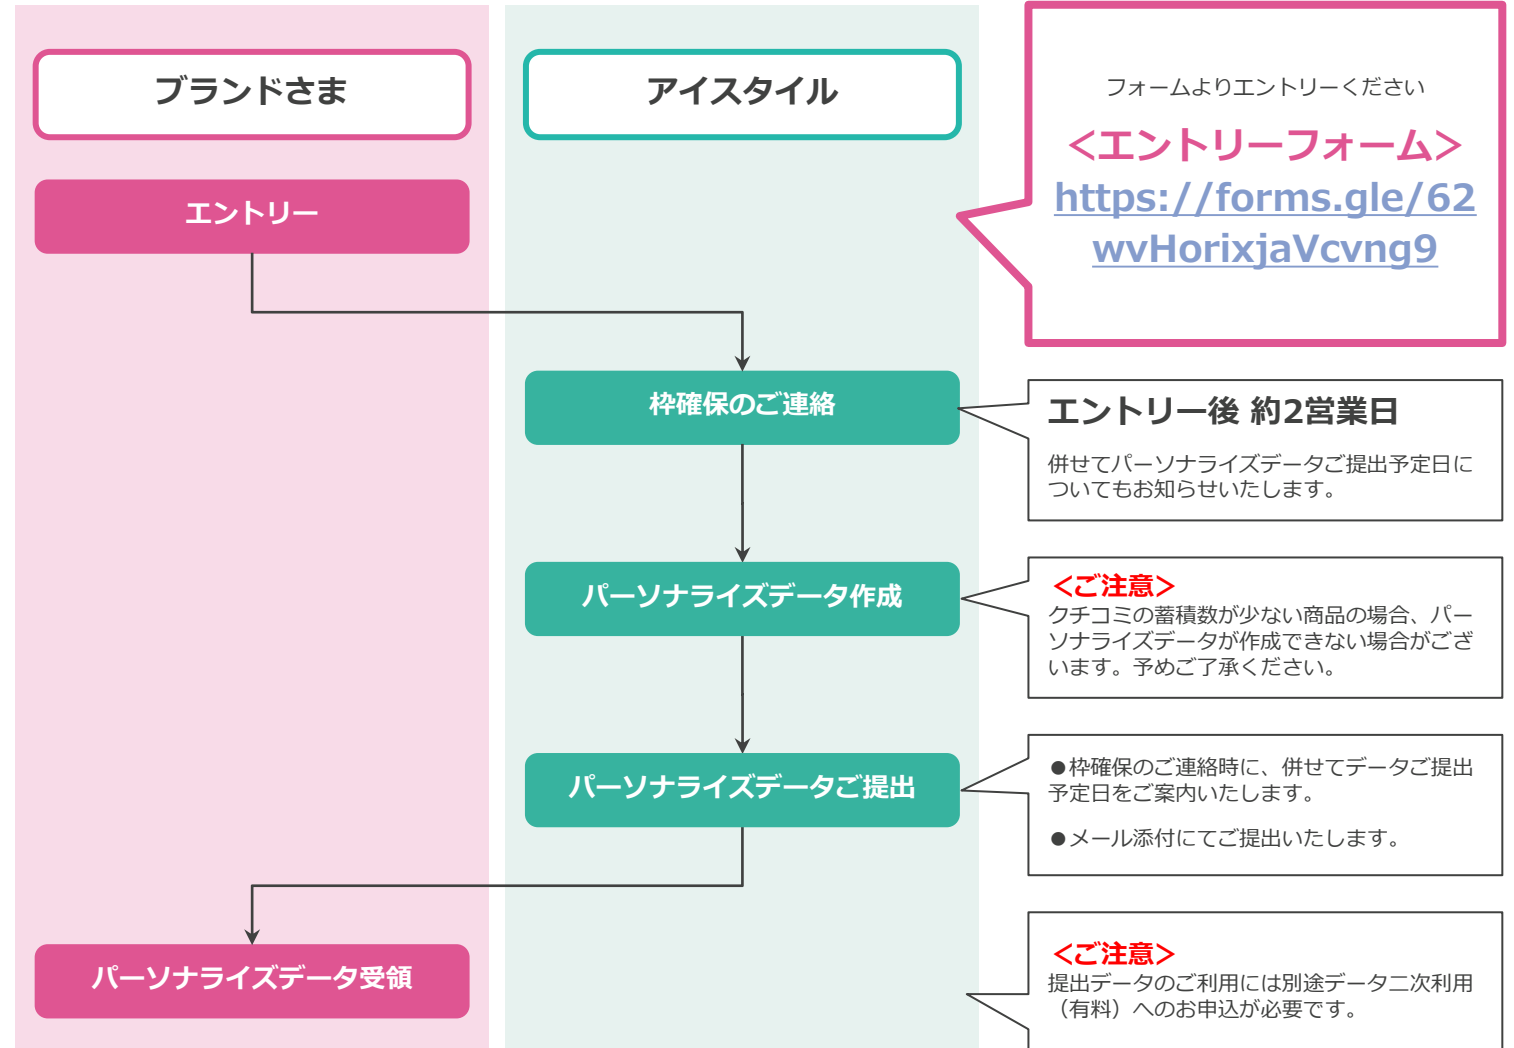 ブランドさま
アイスタイル
フォームよりエントリーください
<エントリーフォーム>
https://forms.gle/62
wvHorixjaVcvng9
エントリー
枠確保のご連絡
エントリー後 約2営業日
併せてパーソナライズデータご提出予定日に
ついてもお知らせいたします。
パーソナライズデータ作成
<ご注意>
クチコミの蓄積数が少ない商品の場合、パー
ソナライズデータが作成できない場合がござ
います。予めご了承ください。
パーソナライズデータご提出
●枠確保のご連絡時に、併せてデータご提出
予定日をご案内いたします。
●メール添付にてご提出いたします。
パーソナライズデータ受領
<ご注意>
提出データのご利用には別途データ二次利用
（有料）へのお申込が必要です。